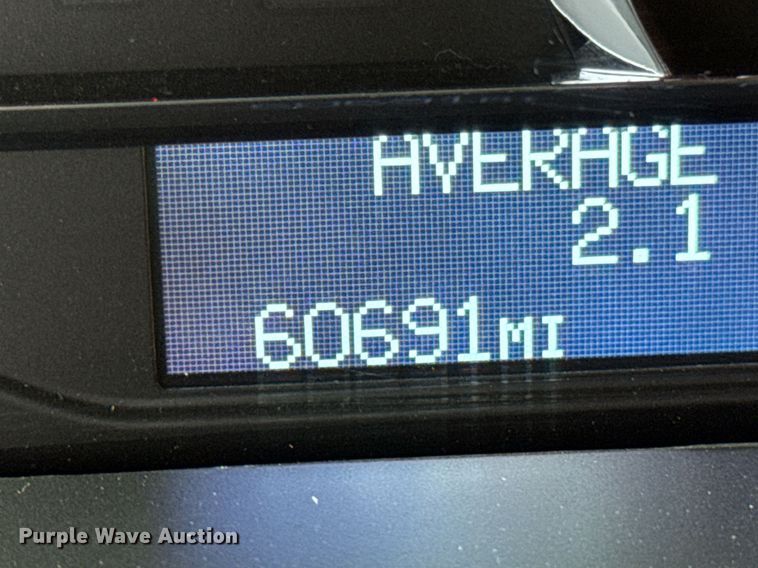 AVERAGE
2.1
60691MI
Purple Wave Auction